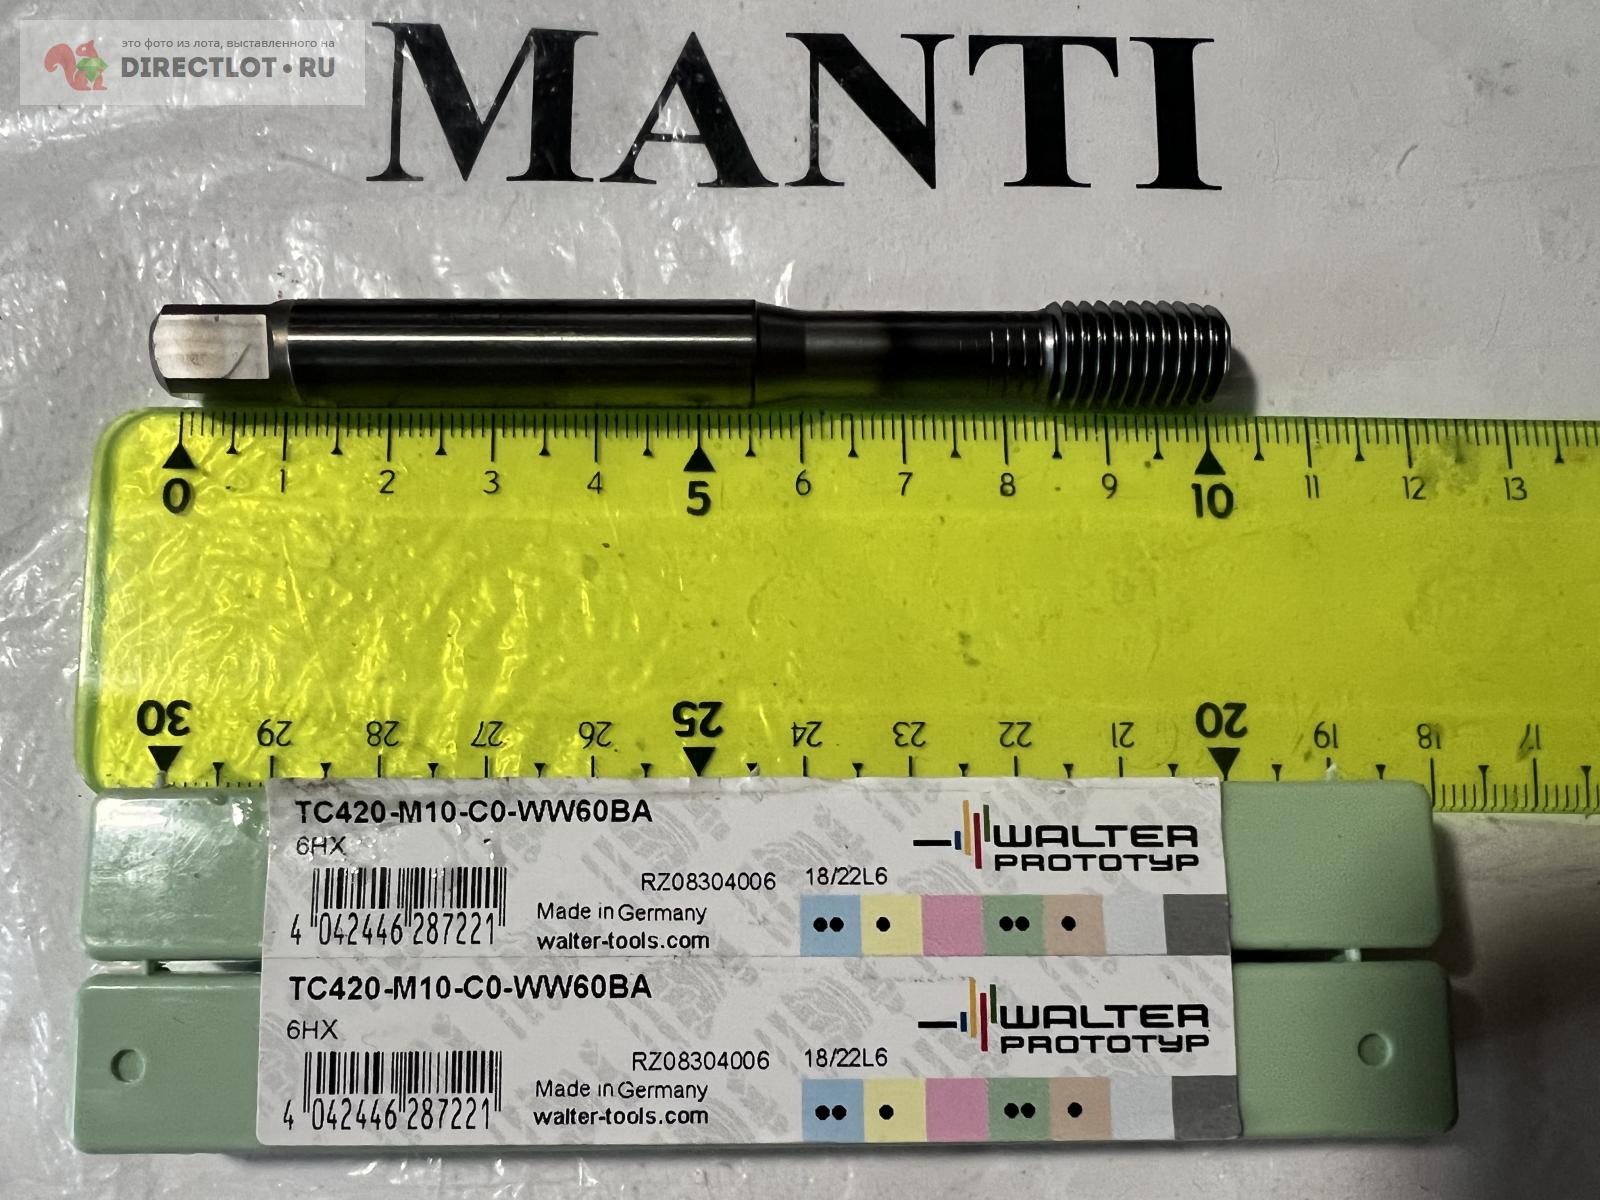 это фото из лота, выставленного на
DIRECTLOT•RU
MANTI
0 1 2 3 4 5 6 7 8 9 10 11 12 13
30 29 28 27 26 25 24 23 22 21 20 19 18 17
TC420-M10-C0-WW60BA
6HX
WALTER
PROTOTYP
RZ08304006 18/22L6
Made in Germany
walter-tools.com
4 042446 287221
TC420-M10-C0-WW60BA
6HX
WALTER
PROTOTYP
RZ08304006 18/22L6
Made in Germany
walter-tools.com
4 042446 287221